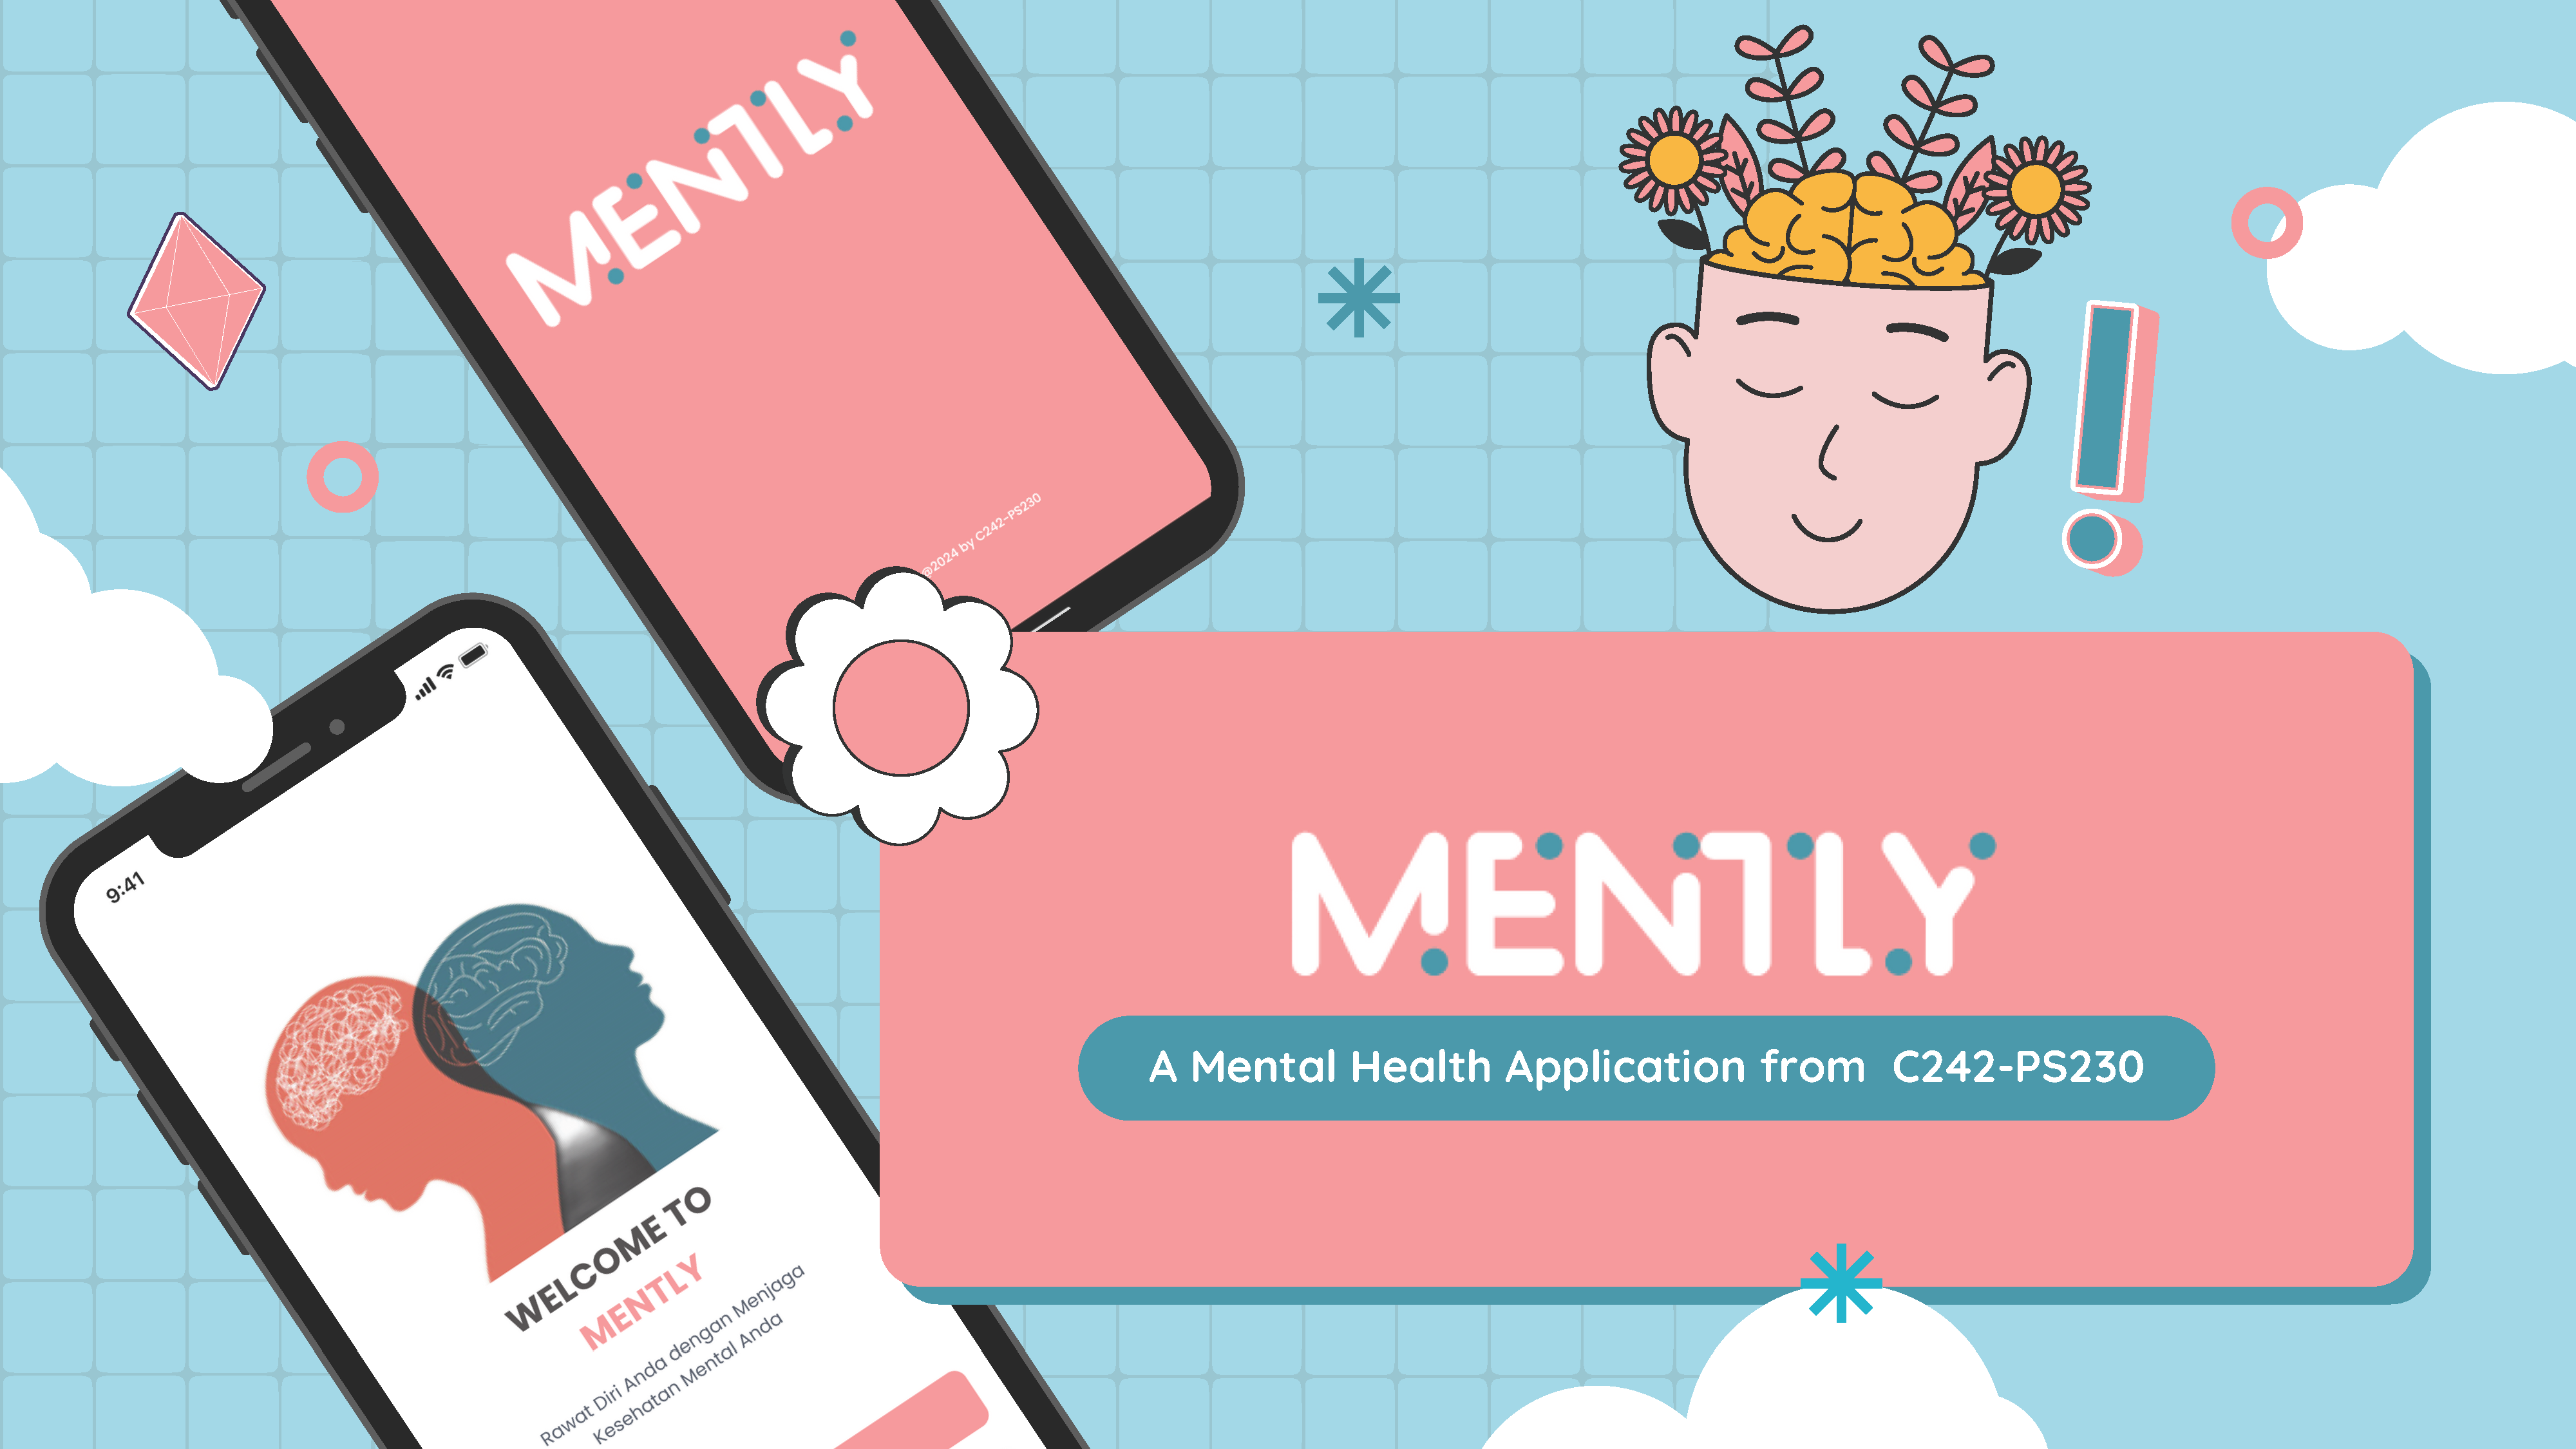 MENTLY
@2024 by C242-PS230
9:41
WELCOME TO
MENTLY
Rawat Diri Anda dengan Menjaga
Kesehatan Mental Anda
MENTLY
A Mental Health Application from C242-PS230